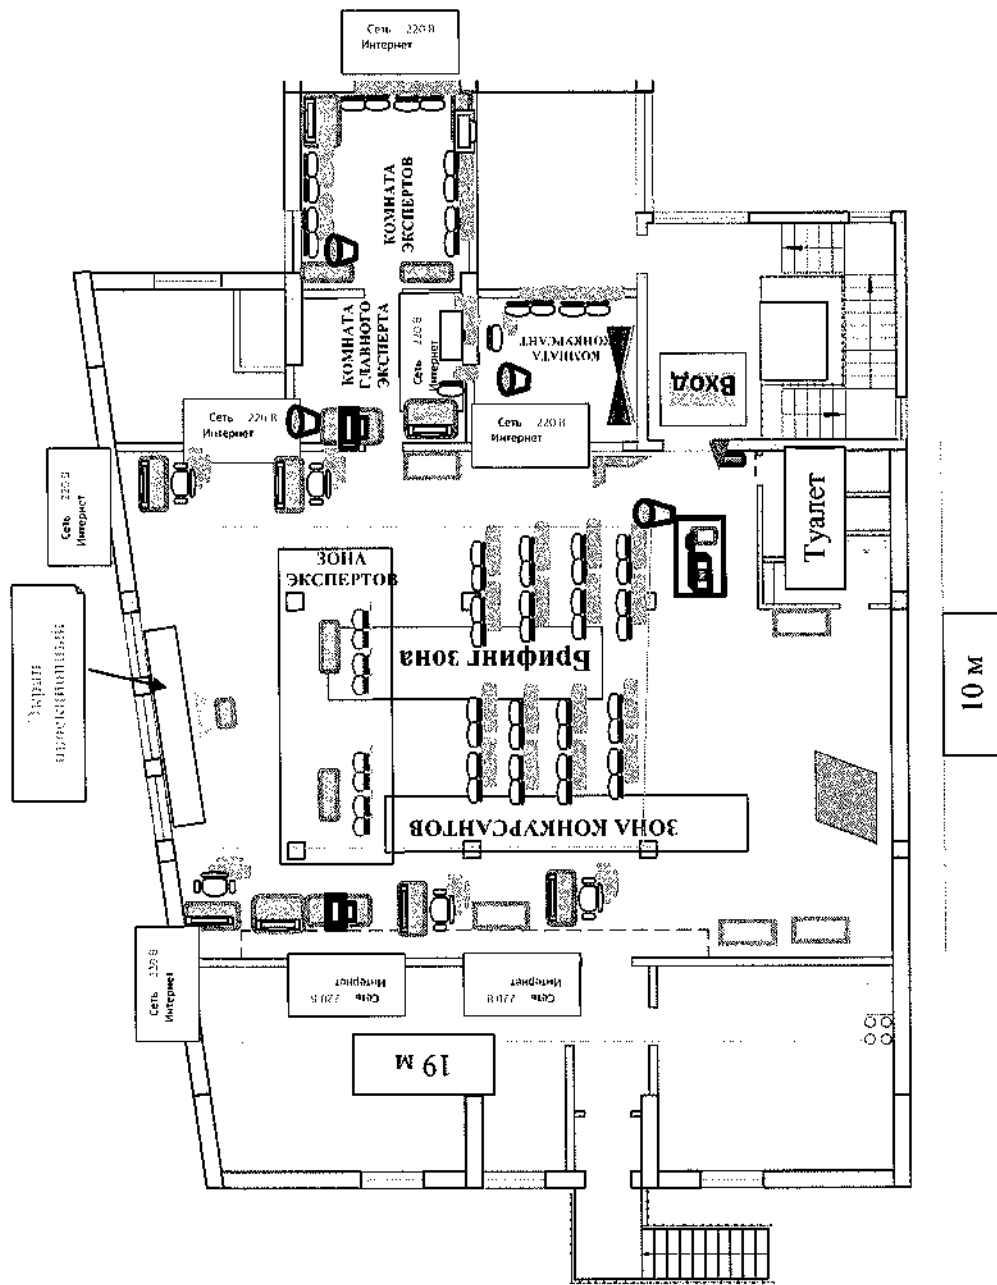 Сеть 220 В
Интернет
КОМНАТА
ЭКСПЕРТОВ
КОМНАТА
ГЛАВНОГО
ЭКСПЕРТА
Сеть 220 В
Интернет
КОМНАТА
КОНКУРСАНТ
Вход
Сеть 220 В
Интернет
Сеть 220 В
Интернет
Сеть 220 В
Интернет
Туалет
ЗОНА
ЭКСПЕРТОВ
Экран
Брифинг зона
10 м
ЗОНА КОНКУРСАНТОВ
Сеть 220 В
Интернет
Сеть 220 В
Интернет
Сеть 220 В
Интернет
19 м